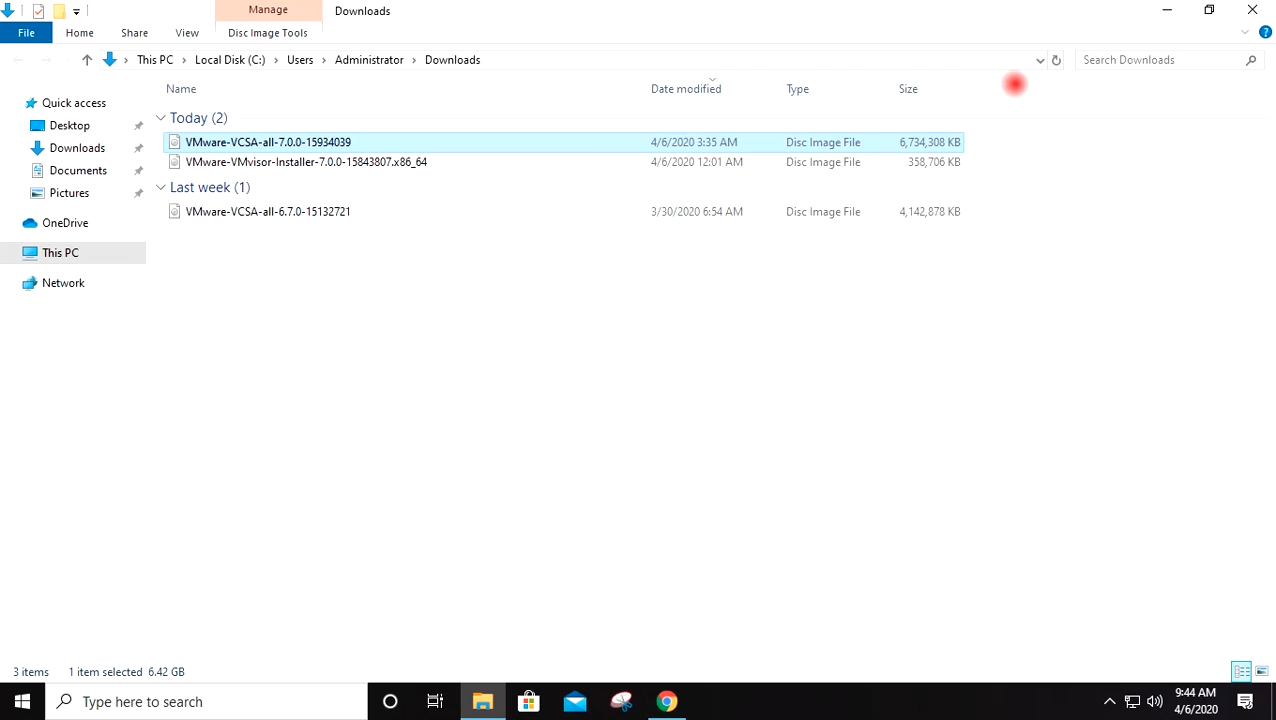 Manage
Downloads
File
Home
Share
View
Disc Image Tools
This PC
Local Disk (C:)
Users
Administrator
Downloads
Search Downloads
Name
Date modified
Type
Size
Quick access
Desktop
Downloads
Documents
Pictures
OneDrive
This PC
Network
Today (2)
VMware-VCSA-all-7.0.0-15934039 4/6/2020 3:35 AM Disc Image File 6,734,308 KB
VMware-VMvisor-Installer-7.0.0-15843807.x86_64 4/6/2020 12:01 AM Disc Image File 358,706 KB
Last week (1)
VMware-VCSA-all-6.7.0-15132721 3/30/2020 6:54 AM Disc Image File 4,142,878 KB
3 items 1 item selected 6.42 GB
Type here to search
9:44 AM
4/6/2020